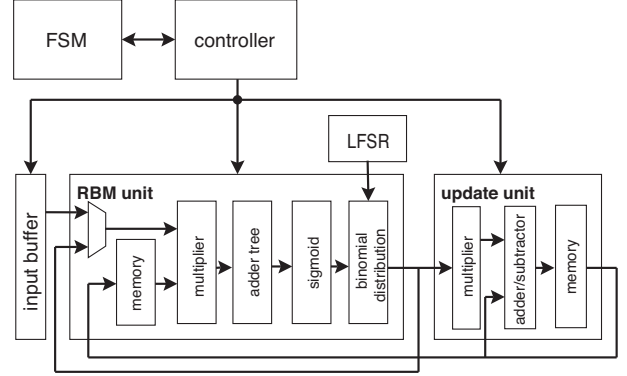 FSM
controller
LFSR
RBM unit
update unit
input buffer
memory
multiplier
adder tree
sigmoid
binomial
distribution
multiplier
adder/subtractor
memory